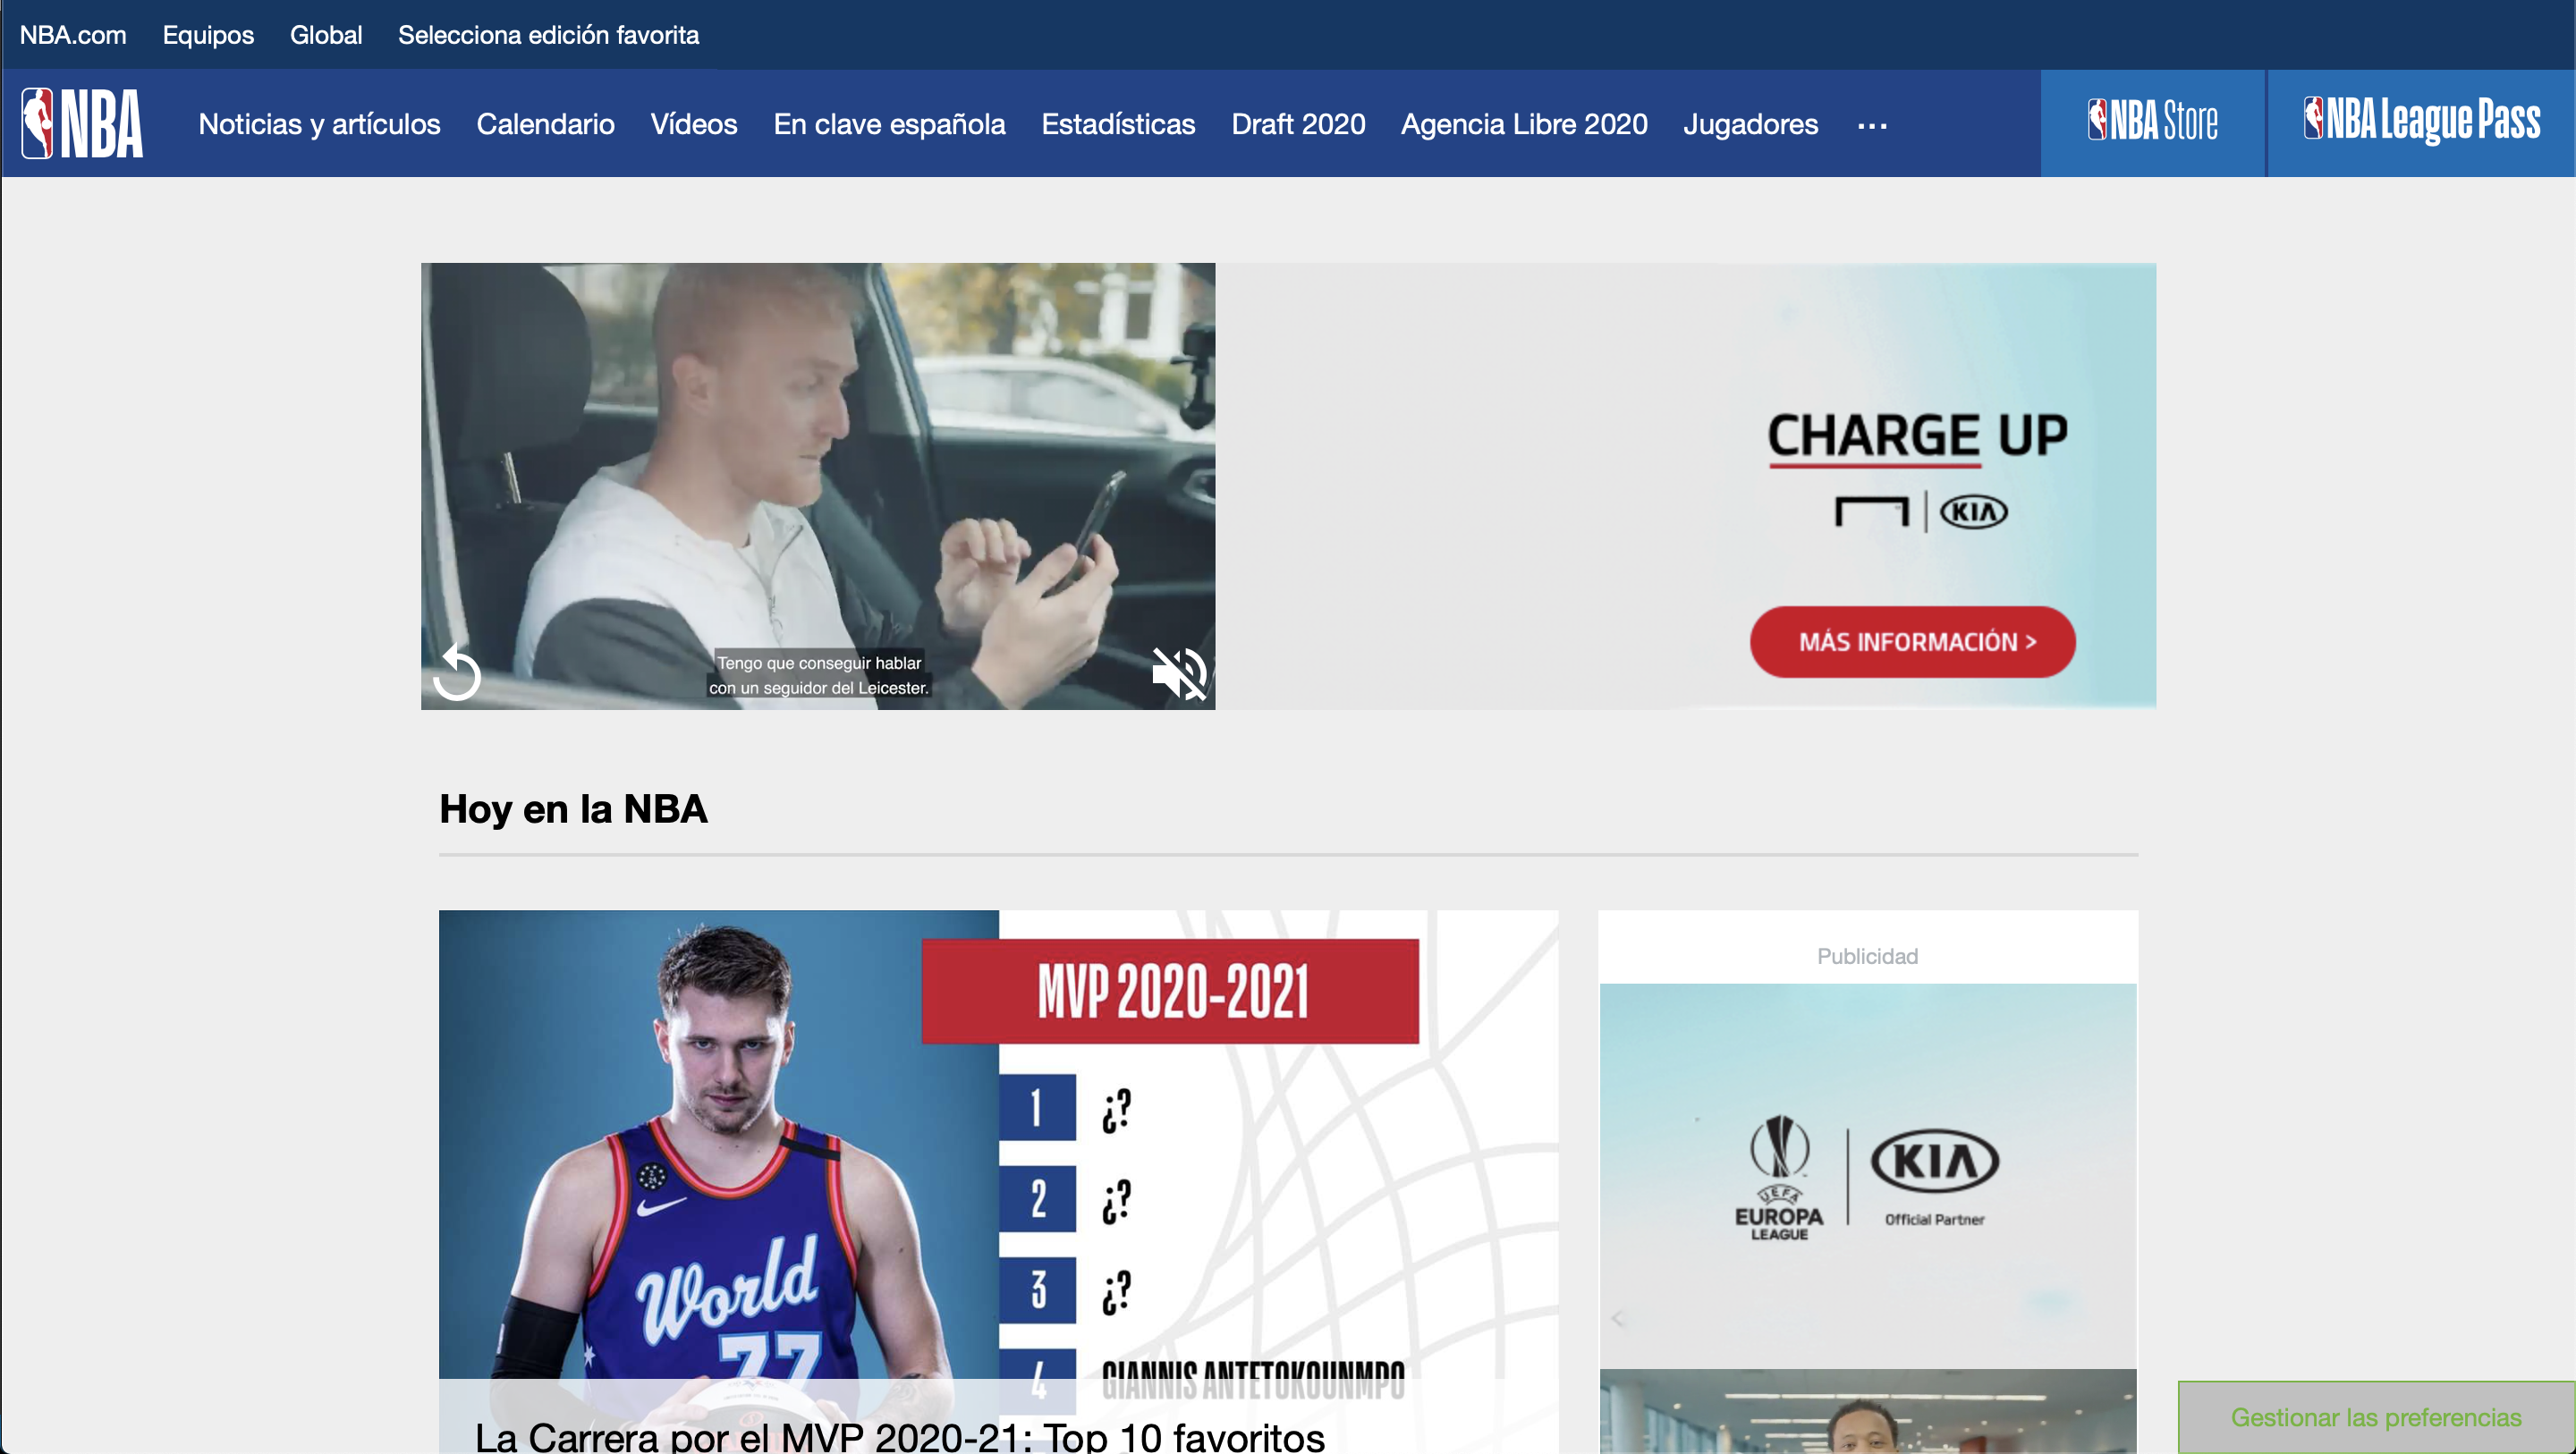 NBA.com Equipos Global Selecciona edición favorita
NBA Noticias y artículos Calendario Vídeos En clave española Estadísticas Draft 2020 Agencia Libre 2020 Jugadores ... NBA Store NBA League Pass
CHARGE UP
KIA
MÁS INFORMACIÓN >
Tengo que conseguir hablar
con un seguidor del Leicester.
Hoy en la NBA
MVP 2020-2021
1 ¿?
2 ¿?
3 ¿?
4 GIANNIS ANTETOKOUNMPO
World
77
La Carrera por el MVP 2020-21: Top 10 favoritos
Publicidad
UEFA
EUROPA
LEAGUE
KIA
Official Partner
Gestionar las preferencias